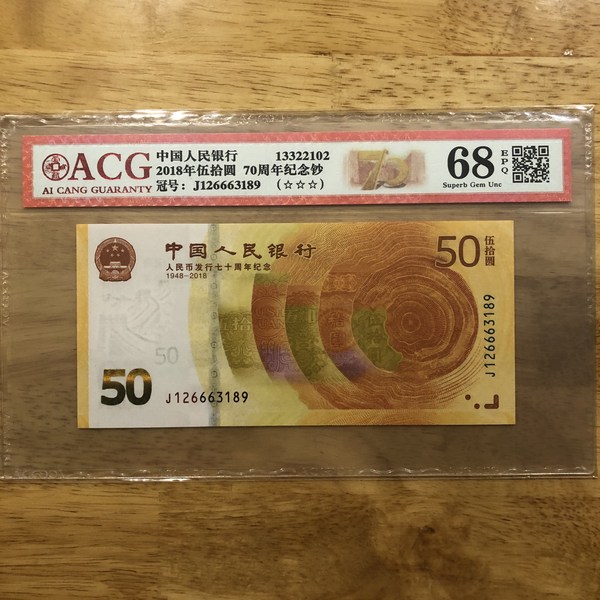 ACG
AI CANG GUARANTY
中国人民银行 13322102
2018年伍拾圆 70周年纪念钞
冠号: J126663189 (☆☆☆)
70
68
EPQ
Superb Gem Unc
中国人民银行
人民币发行七十周年纪念
1948-2018
50
伍拾圆
50
50
J126663189
J126663189